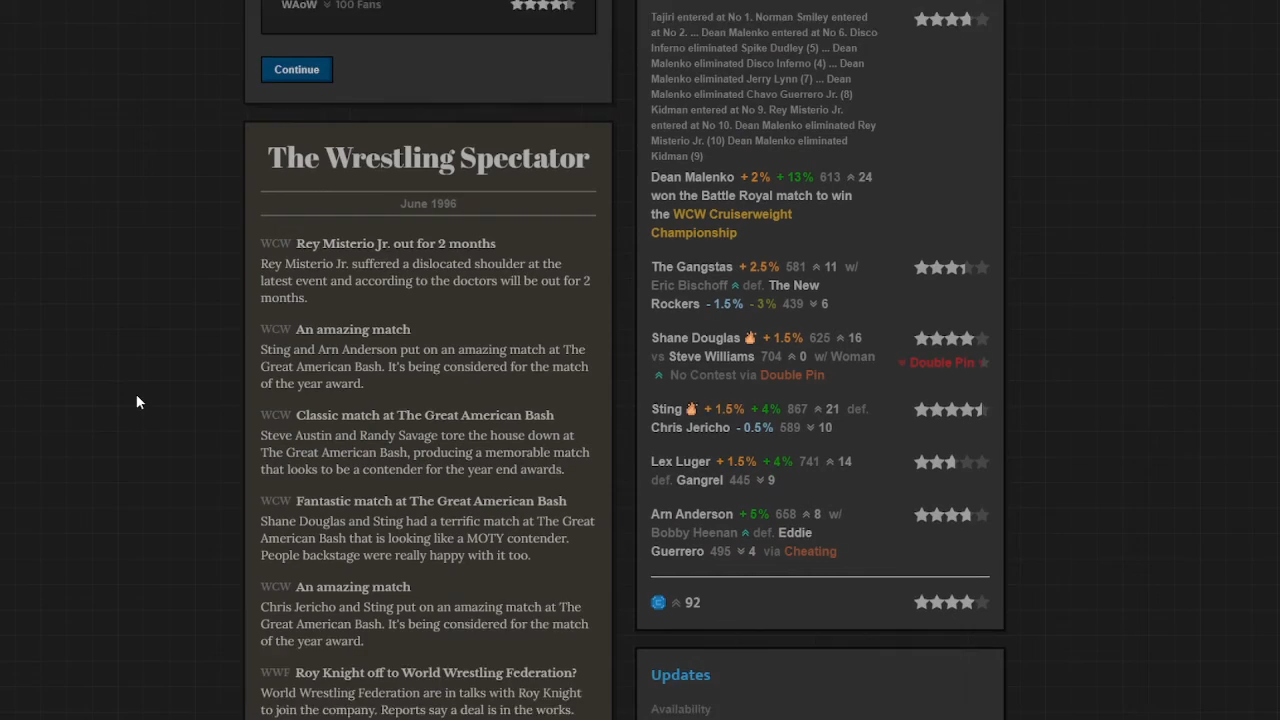 WAoW 100 Fans
Continue
The Wrestling Spectator
June 1996
WCW Rey Misterio Jr. out for 2 months
Rey Misterio Jr. suffered a dislocated shoulder at the
latest event and according to the doctors will be out for 2
months.
WCW An amazing match
Sting and Arn Anderson put on an amazing match at The
Great American Bash. It's being considered for the match
of the year award.
WCW Classic match at The Great American Bash
Steve Austin and Randy Savage tore the house down at
The Great American Bash, producing a memorable match
that looks to be a contender for the year end awards.
WCW Fantastic match at The Great American Bash
Shane Douglas and Sting had a terrific match at The Great
American Bash that is looking like a MOTY contender.
People backstage were really happy with it too.
WCW An amazing match
Chris Jericho and Sting put on an amazing match at The
Great American Bash. It's being considered for the match
of the year award.
WWF Roy Knight off to World Wrestling Federation?
World Wrestling Federation are in talks with Roy Knight
to join the company. Reports say a deal is in the works.
Tajiri entered at No 1. Norman Smiley entered
at No 2. ... Dean Malenko entered at No 6. Disco
Inferno eliminated Spike Dudley (5) ... Dean
Malenko eliminated Disco Inferno (4) ... Dean
Malenko eliminated Jerry Lynn (7) ... Dean
Malenko eliminated Chavo Guerrero Jr. (8)
Kidman entered at No 9. Rey Misterio Jr.
entered at No 10. Dean Malenko eliminated Rey
Misterio Jr. (10) Dean Malenko eliminated
Kidman (9)
Dean Malenko + 2% + 13% 613 24
won the Battle Royal match to win
the WCW Cruiserweight
Championship
The Gangstas + 2.5% 581 11 w/
Eric Bischoff def. The New
Rockers - 1.5% - 3% 439 6
Shane Douglas + 1.5% 625 16
vs Steve Williams 704 0 w/ Woman
No Contest via Double Pin
Double Pin
Sting + 1.5% + 4% 867 21 def.
Chris Jericho - 0.5% 589 10
Lex Luger + 1.5% + 4% 741 14
def. Gangrel 445 9
Arn Anderson + 5% 658 8 w/
Bobby Heenan def. Eddie
Guerrero 495 4 via Cheating
92
Updates
Availability